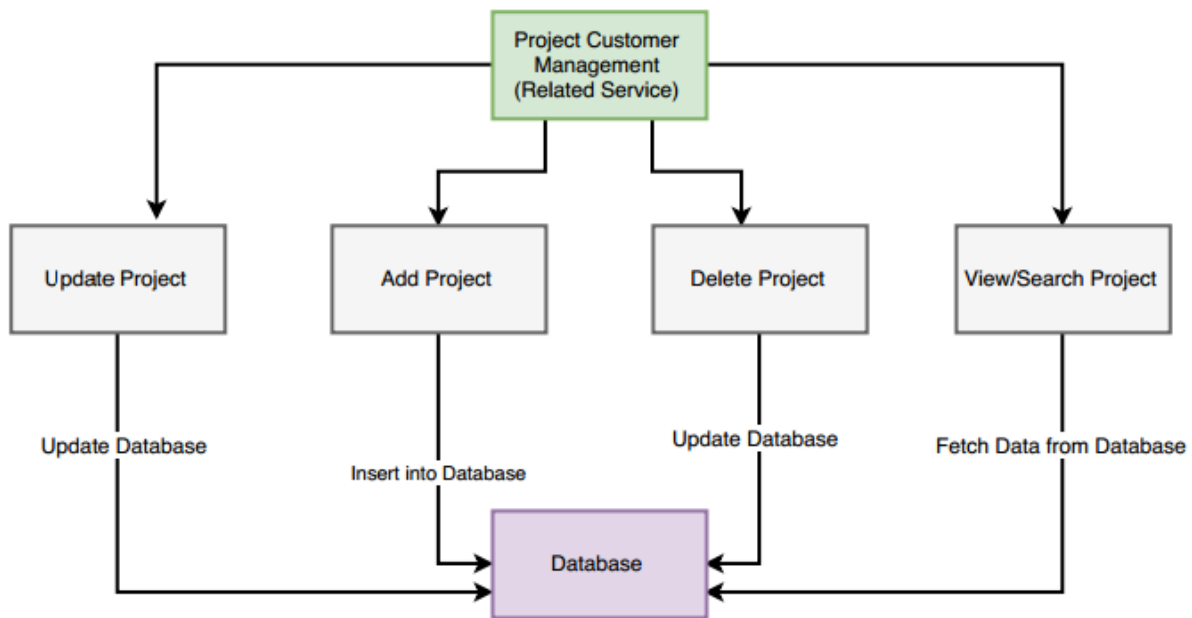 Project Customer
Management
(Related Service)
Update Project
Add Project
Delete Project
View/Search Project
Update Database
Insert into Database
Update Database
Fetch Data from Database
Database